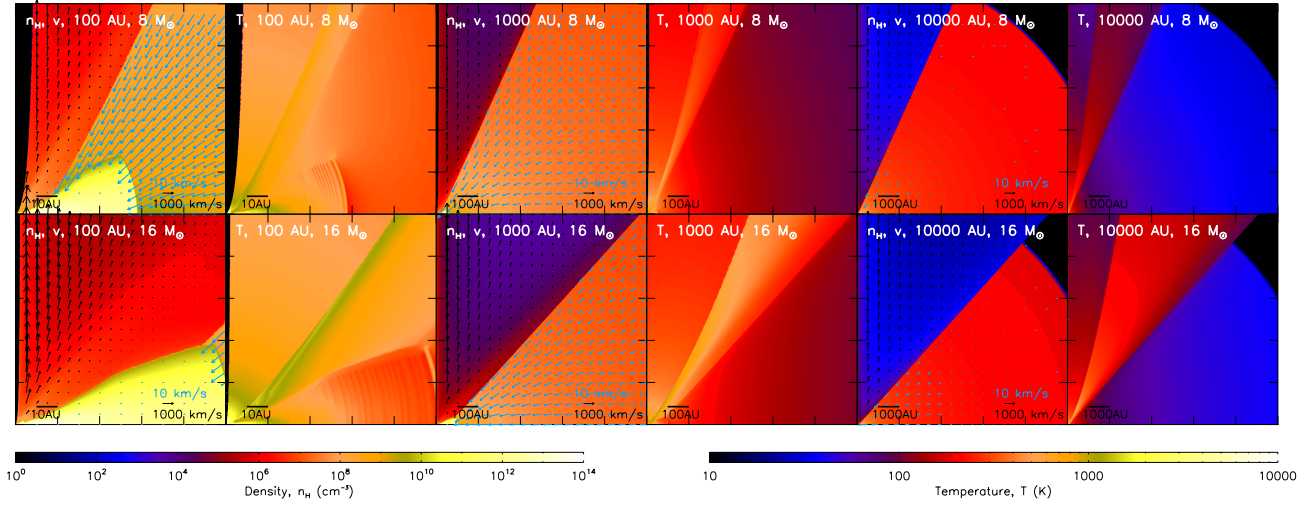 n_H, v, 100 AU, 8 M_⊙
T, 100 AU, 8 M_⊙
n_H, v, 1000 AU, 8 M_⊙
T, 1000 AU, 8 M_⊙
n_H, v, 10000 AU, 8 M_⊙
T, 10000 AU, 8 M_⊙
10 km/s
10AU
1000 km/s
10AU
10 km/s
100AU
1000 km/s
100AU
10 km/s
1000AU
1000 km/s
1000AU
n_H, v, 100 AU, 16 M_⊙
T, 100 AU, 16 M_⊙
n_H, v, 1000 AU, 16 M_⊙
T, 1000 AU, 16 M_⊙
n_H, v, 10000 AU, 16 M_⊙
T, 10000 AU, 16 M_⊙
10 km/s
10AU
1000 km/s
10AU
10 km/s
100AU
1000 km/s
100AU
10 km/s
1000AU
1000 km/s
1000AU
10^0 10^2 10^4 10^6 10^8 10^10 10^12 10^14
Density, n_H (cm^-3)
10 100 1000 10000
Temperature, T (K)